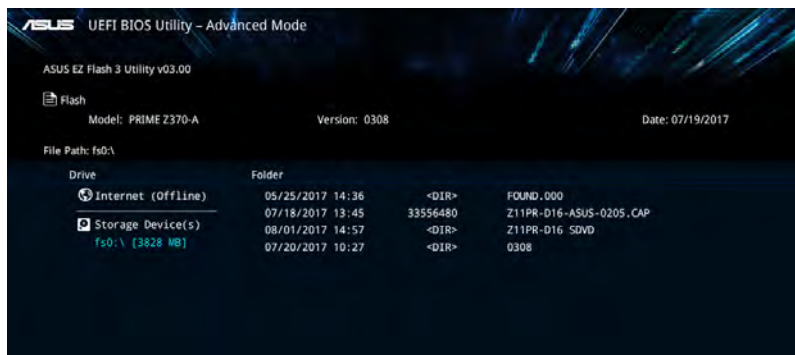 ASUS UEFI BIOS Utility – Advanced Mode
ASUS EZ Flash 3 Utility v03.00
Flash
Model: PRIME Z370-A Version: 0308 Date: 07/19/2017
File Path: fs0:\
Drive Folder
Internet (Offline) 05/25/2017 14:36 <DIR> FOUND.000
07/18/2017 13:45 33556480 Z11PR-D16-ASUS-0205.CAP
Storage Device(s) 08/01/2017 14:57 <DIR> Z11PR-D16 SDVD
fs0:\ [3828 MB] 07/20/2017 10:27 <DIR> 0308